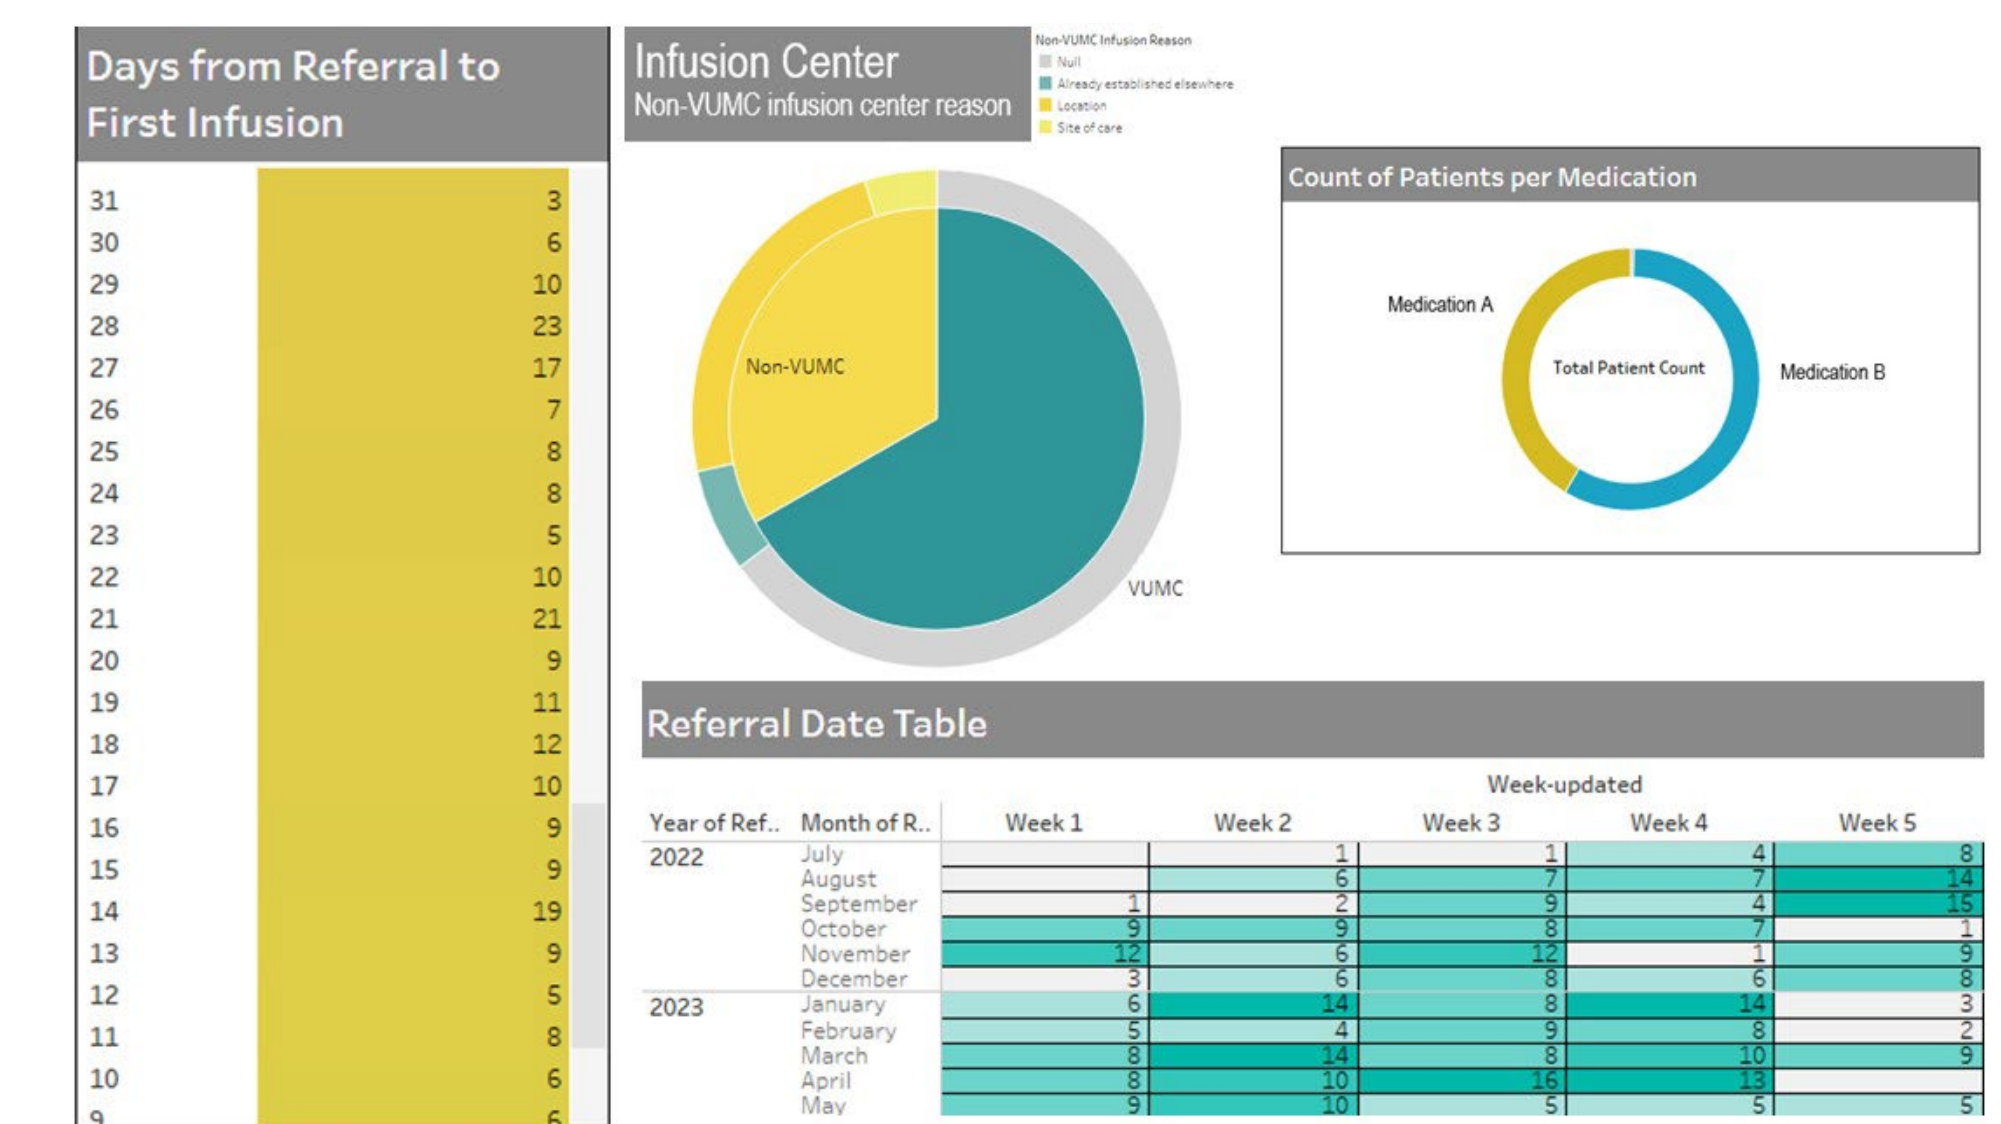 Days from Referral to
First Infusion
31 3
30 6
29 10
28 23
27 17
26 7
25 8
24 8
23 5
22 10
21 21
20 9
19 11
18 12
17 10
16 9
15 9
14 19
13 9
12 5
11 8
10 6
9 6
Infusion Center
Non-VUMC infusion center reason
Non-VUMC Infusion Reason
Null
Already established elsewhere
Location
Site of care
Non-VUMC
VUMC
Count of Patients per Medication
Medication A
Total Patient Count
Medication B
Referral Date Table
Week-updated
Year of Ref.. Month of R.. Week 1 Week 2 Week 3 Week 4 Week 5
2022 July 1 1 4 8
August 6 7 7 14
September 1 2 9 4 15
October 9 9 8 7 1
November 12 6 12 1 9
December 3 6 8 6 8
2023 January 6 14 8 14 3
February 5 4 9 8 2
March 8 14 8 10 9
April 8 10 16 13
May 9 10 5 5 5